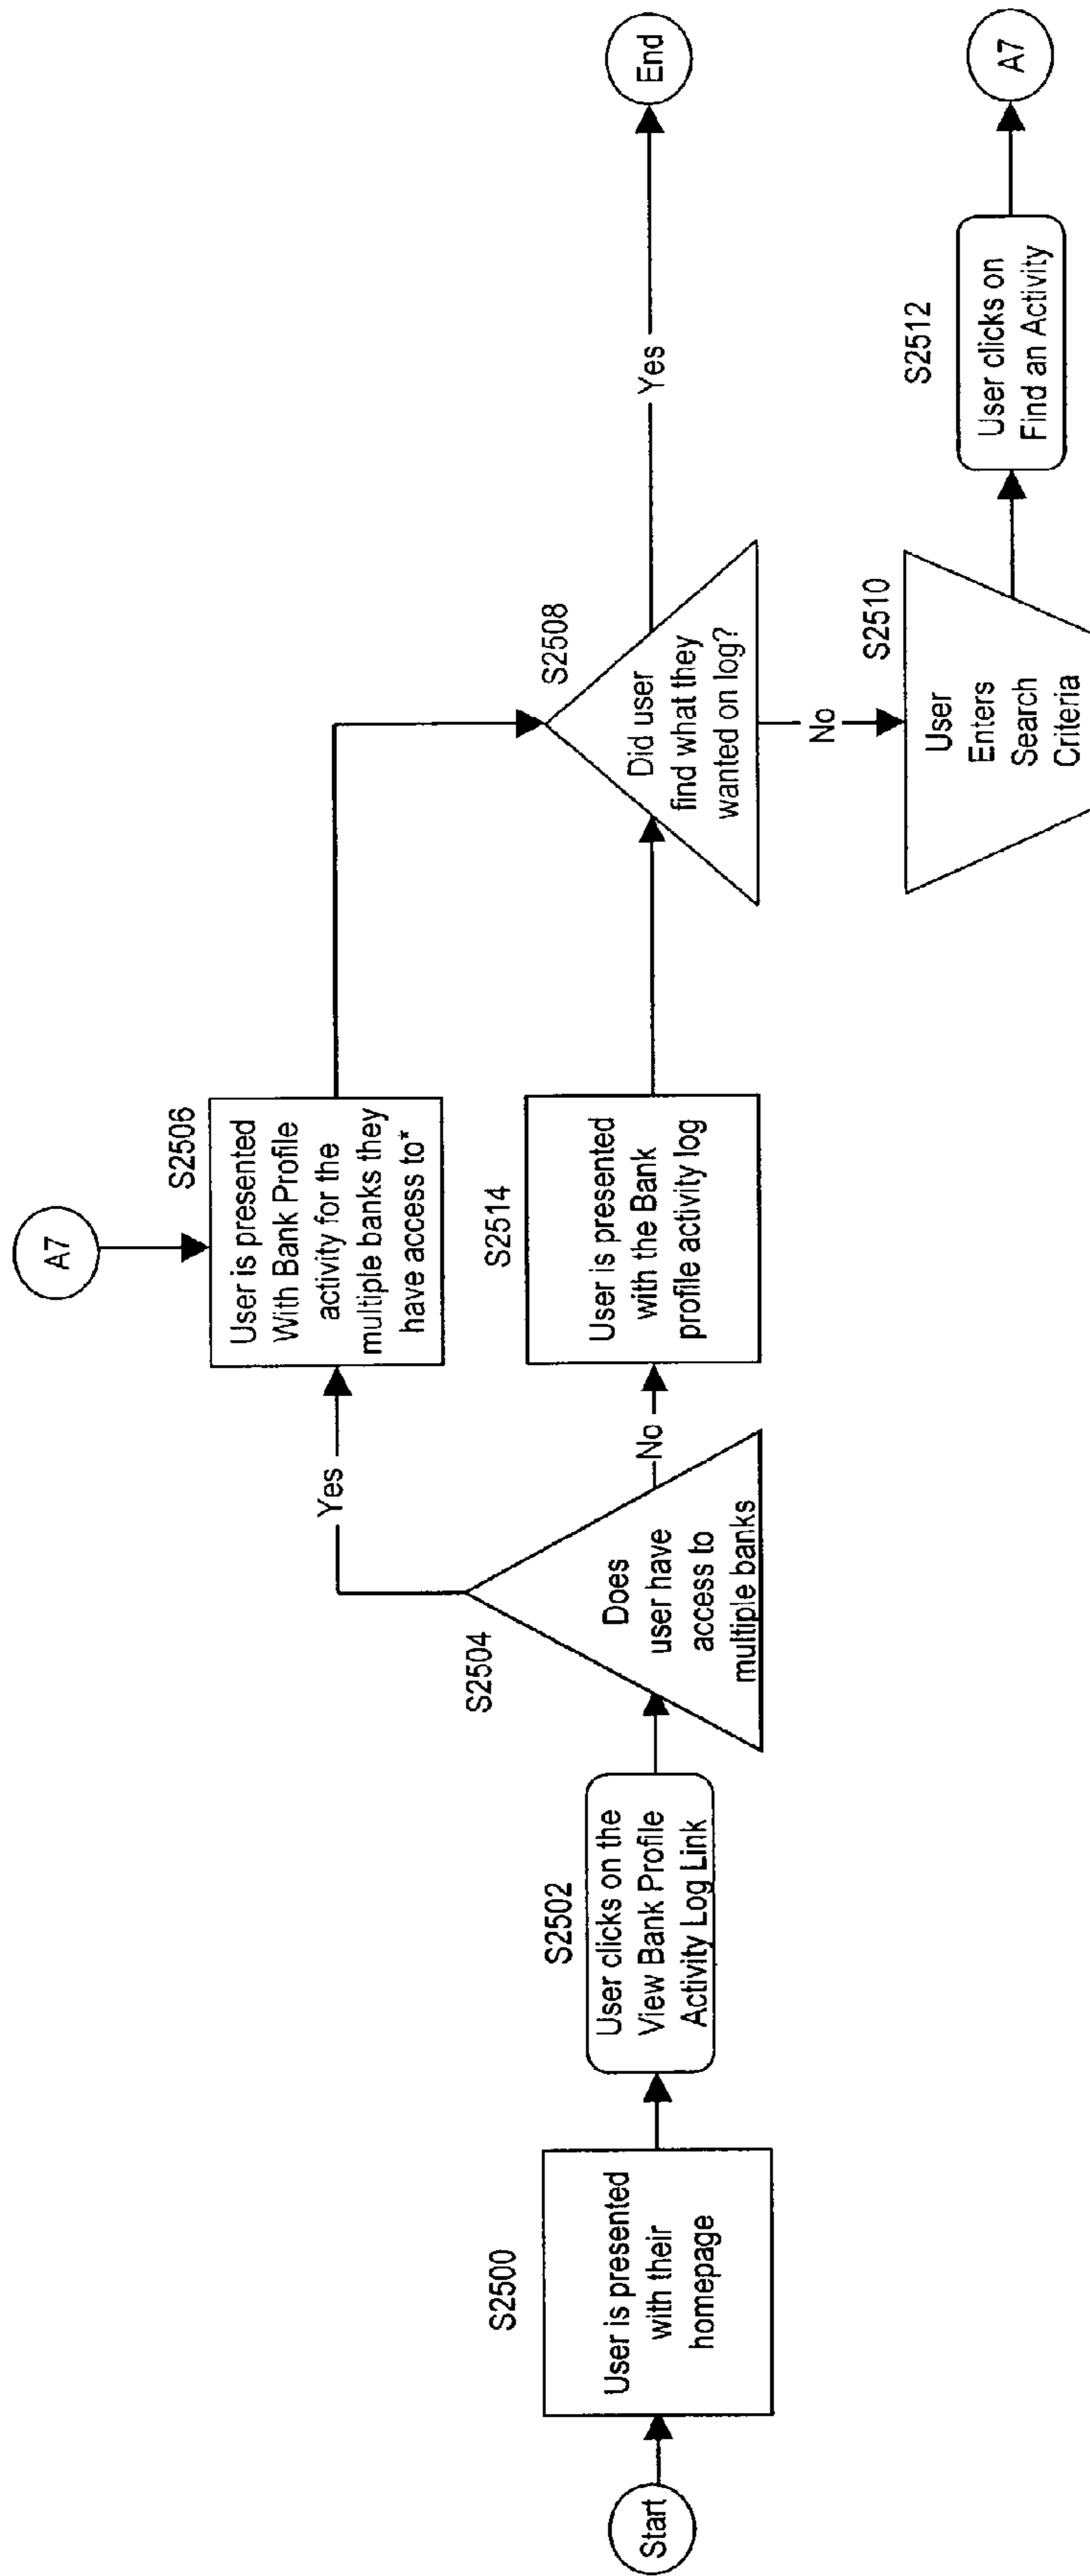 Start
S2500
User is presented
with their
homepage
S2502
User clicks on the
View Bank Profile
Activity Log Link
S2504
Does
user have
access to
multiple banks
Yes
No
A7
S2506
User is presented
With Bank Profile
activity for the
multiple banks they
have access to*
S2514
User is presented
with the Bank
profile activity log
S2508
Did user
find what they
wanted on log?
Yes
End
No
S2510
User
Enters
Search
Criteria
S2512
User clicks on
Find an Activity
A7